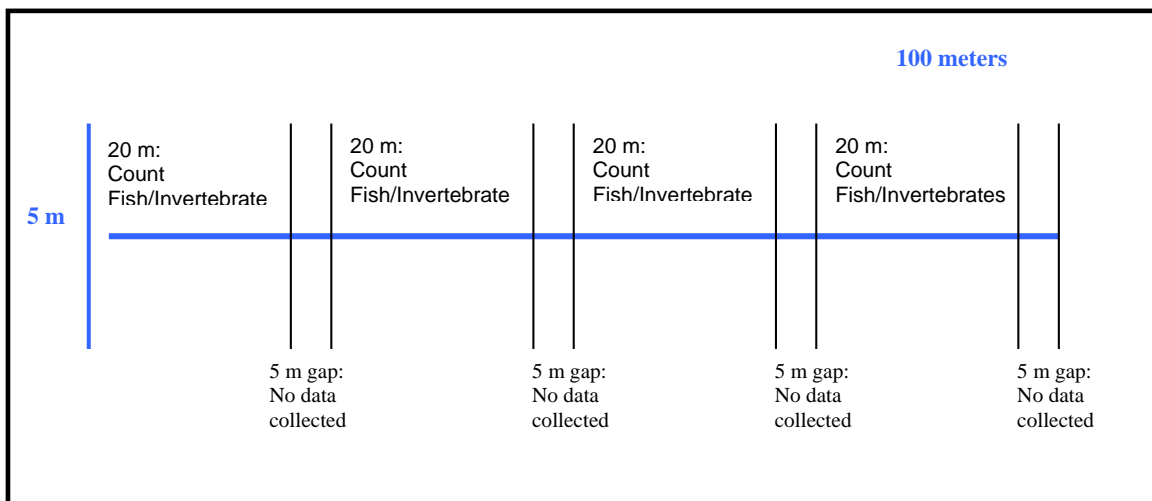 100 meters
20 m:
Count
Fish/Invertebrate
20 m:
Count
Fish/Invertebrate
20 m:
Count
Fish/Invertebrate
20 m:
Count
Fish/Invertebrates
5 m
5 m gap:
No data
collected
5 m gap:
No data
collected
5 m gap:
No data
collected
5 m gap:
No data
collected